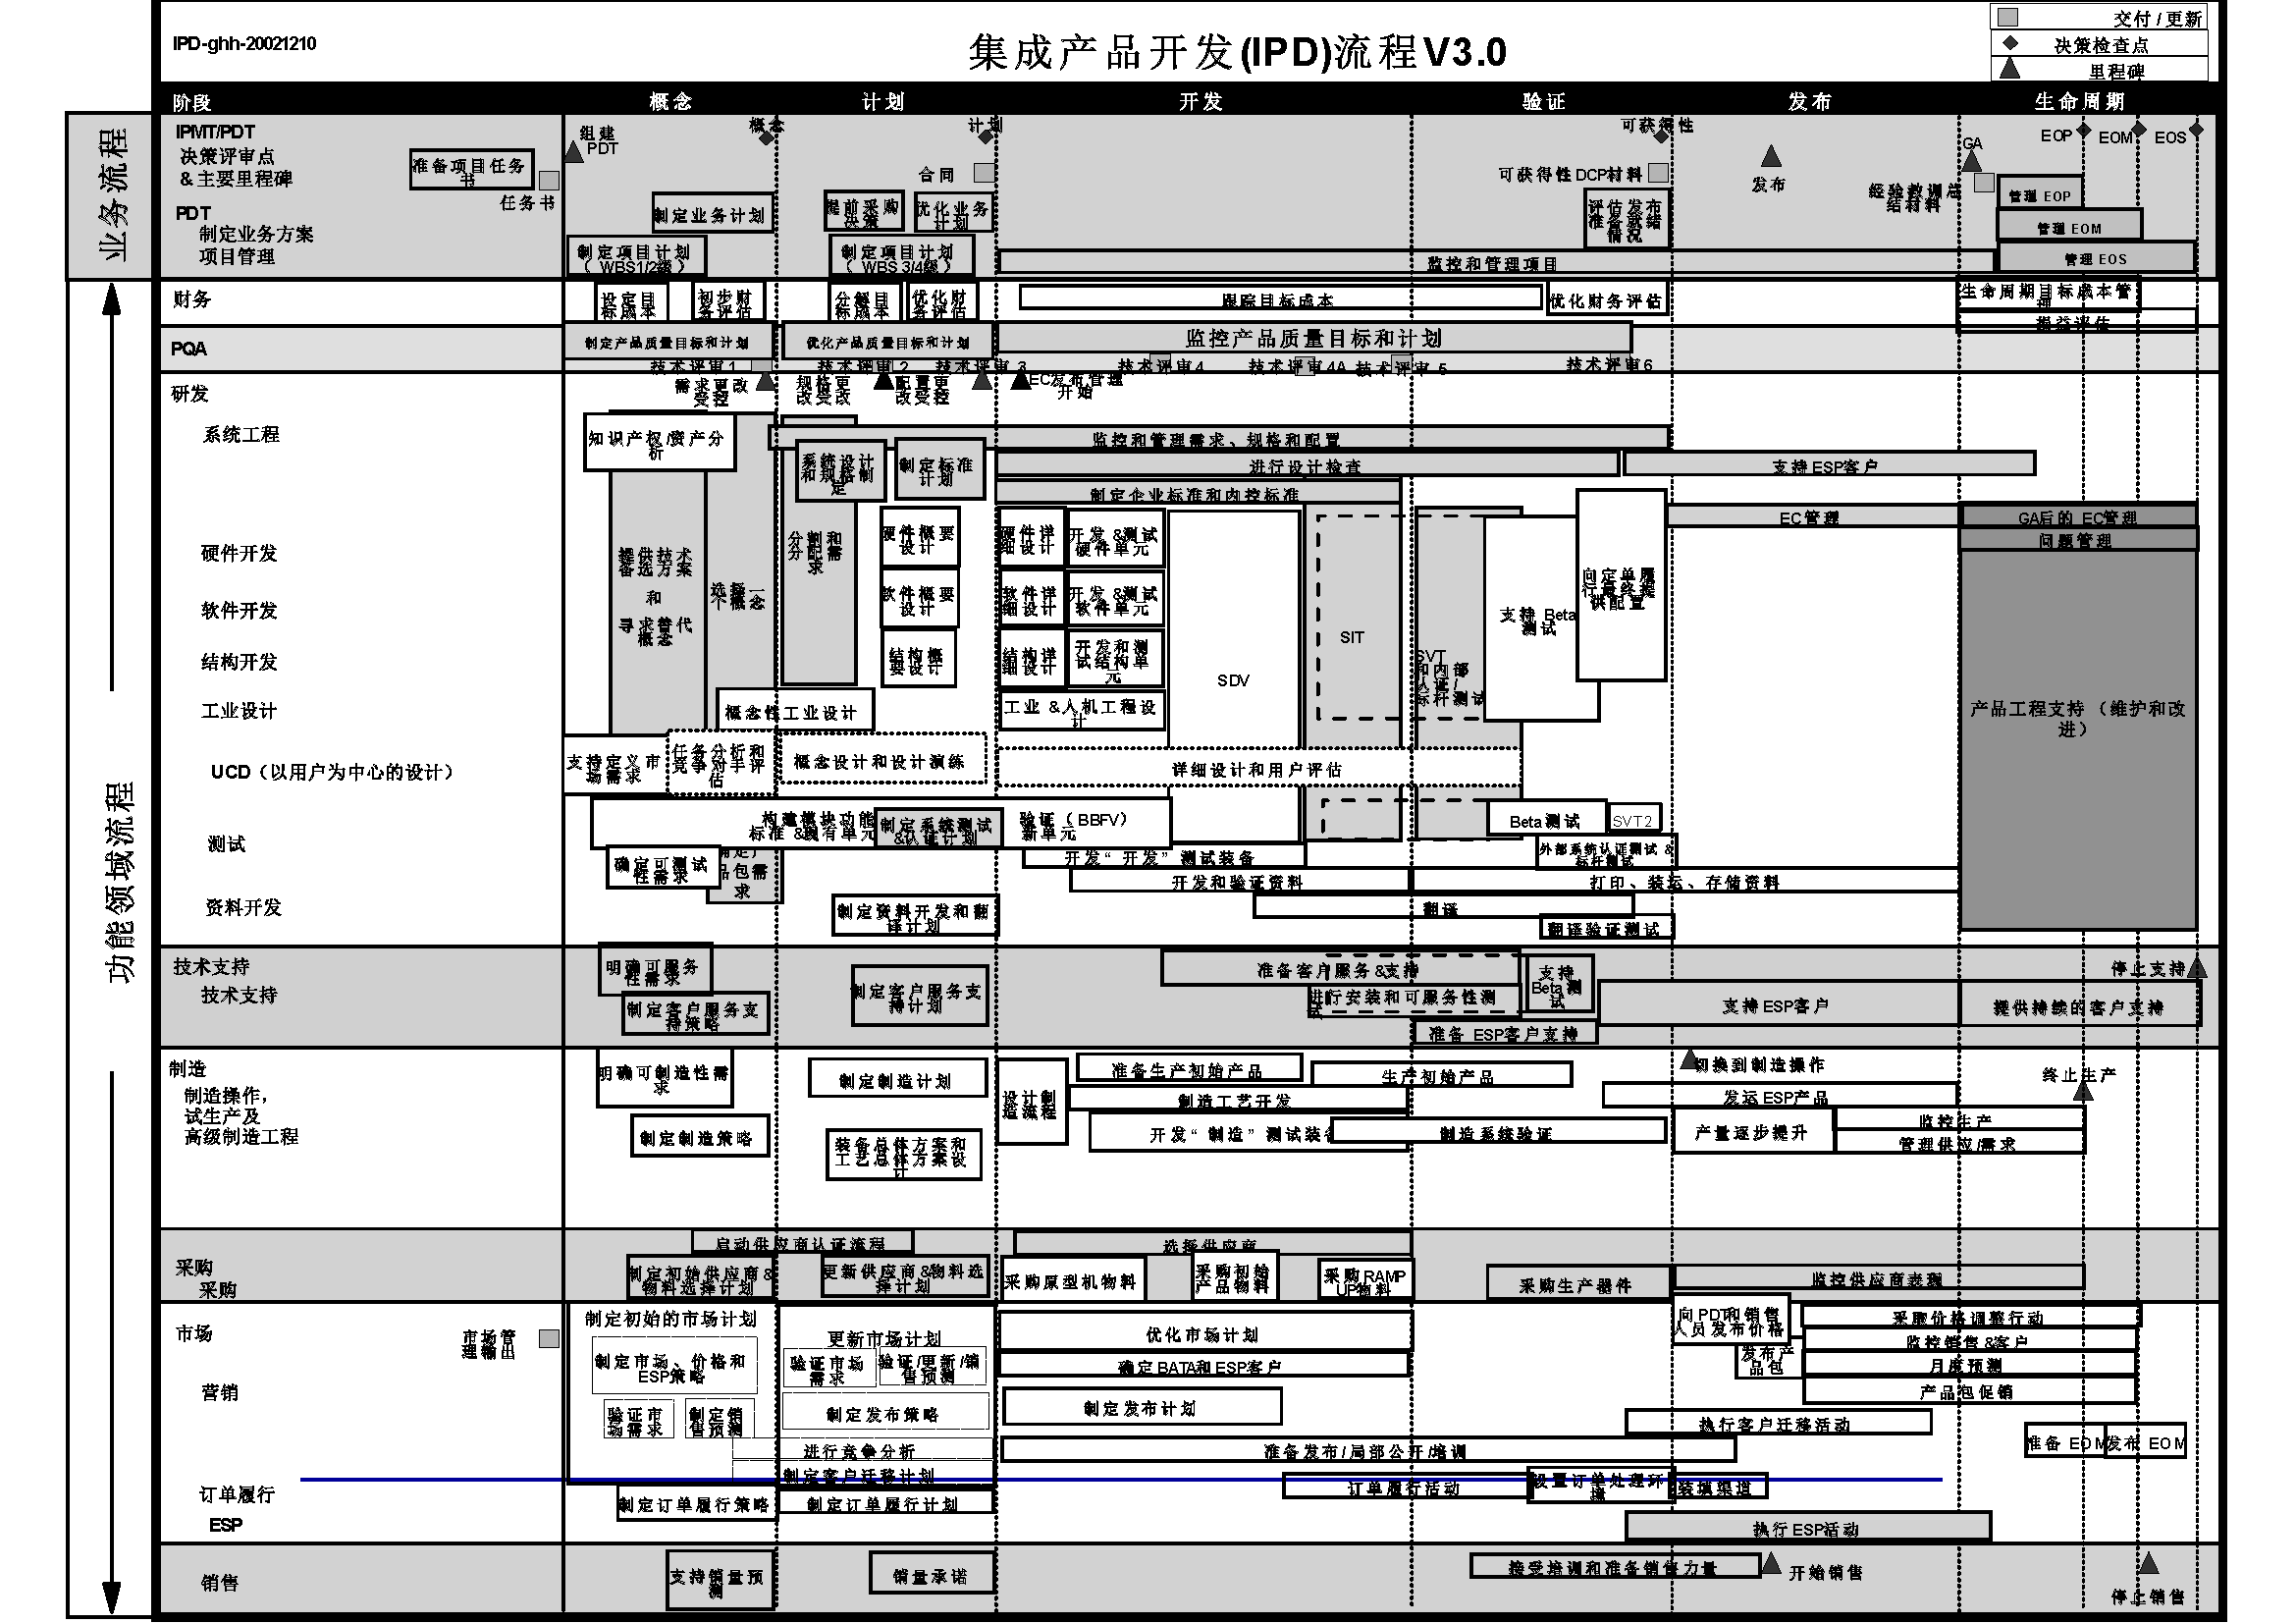 IPD-ghh-20021210
集成产品开发(IPD)流程V3.0
交付 / 更新
决策检查点
里程碑
阶段
概念
计划
开发
验证
发布
生命周期
业务流程
IPMT/PDT
决策评审点
& 主要里程碑
PDT
制定业务方案
项目管理
准备项目任务
书
任务书
组建
PDT
概念
计划
可获得性
合同
可获得性 DCP材料
发布
GA
EOP
EOM
EOS
经验教训总
结材料
制定业务计划
提前采购
决策
优化业务
计划
评估发布
准备就绪
情况
管理 EOP
管理 EOM
管理 EOS
制定项目计划
（ WBS1/2级）
制定项目计划
（ WBS 3/4级）
监控和管理项目
功能领域流程
财务
设定目
标成本
初步财
务评估
分解目
标成本
优化财
务评估
跟踪目标成本
优化财务评估
生命周期目标成本管
理
损益评估
PQA
制定产品质量目标和计划
优化产品质量目标和计划
监控产品质量目标和计划
技术评审 1
技术评审 2
技术评审 3
技术评审 4
技术评审 4A
技术评审 5
技术评审 6
研发
需求更改
受控
规格更
改受改
配置更
改受控
EC发布管理
开始
系统工程
知识产权/资产分
析
监控和管理需求、规格和配置
系统设计
和规格制
定
制定标准
计划
进行设计检查
支持 ESP客户
制定企业标准和内控标准
EC管理
GA后的 EC管理
问题管理
硬件开发
提供技术
备选方案
和
寻求替代
概念
选择一
个概念
分割和
分配需
求
硬件概要
设计
硬件详
细设计
开发 &测试
硬件单元
软件开发
软件概要
设计
软件详
细设计
开发 &测试
软件单元
结构开发
结构概
要设计
结构详
细设计
开发和测
试结构单
元
SDV
SIT
SVT
和内部
认证/
标杆测试
支持 Beta
测试
向定单履
行最终提
供配置
工业设计
概念性工业设计
工业 &人机工程设
计
产品工程支持 （维护和改
进）
UCD（以用户为中心的设计）
支持定义市
场需求
任务分析和
竞争对手评
估
概念设计和设计演练
详细设计和用户评估
测试
构建模块功能
标准 &现有单元
制定系统测试
&认证计划
验证（ BBFV）
新单元
Beta 测试
SVT2
确定可测试
性需求
品包需
求
开发“ 开发” 测试装备
外部系统认证测试 &
标杆测试
开发和验证资料
打印、装运、存储资料
资料开发
制定资料开发和翻
译计划
翻译
翻译验证测试
技术支持
技术支持
明确可服务
性需求
制定客户服务支
持策略
制定客户服务支
持计划
准备客户服务 &支持
进行安装和可服务性测
试
支持
Beta 测
试
准备 ESP客户支持
支持 ESP客户
提供持续的客户支持
停止支持
制造
制造操作，
试生产及
高级制造工程
明确可制造性需
求
制定制造策略
制定制造计划
装备总体方案和
工艺总体方案设
计
设计制
造流程
准备生产初始产品
生产初始产品
制造工艺开发
开发“ 制造” 测试装备
制造系统验证
切换到制造操作
发运 ESP产品
产量逐步提升
监控生产
管理供应/需求
终止生产
采购
采购
启动供应商认证流程
制定初始供应商 &
物料选择计划
更新供应商 &物料选
择计划
选择供应商
采购原型机物料
采购初始
产品物料
采购 RAMP
UP物料
采购生产器件
监控供应商表现
市场
市场管
理输出
营销
制定初始的市场计划
制定市场、价格和
ESP策略
验证市
场需求
制定销
售预测
更新市场计划
验证市场
需求
验证/更新/销
售预测
制定发布策略
进行竞争分析
制定客户迁移计划
优化市场计划
确定 BATA和 ESP客户
制定发布计划
准备发布 / 局部公开/培训
向 PDT和销售
人员发布价格
发布产
品包
采取价格调整行动
监控销售 &客户
月度预测
产品包促销
执行客户迁移活动
准备 EOM
发布 EOM
订单履行
制定订单履行策略
制定订单履行计划
订单履行活动
设置订单处理环
境
装填渠道
ESP
执行 ESP活动
销售
支持销量预
测
销量承诺
接受培训和准备销售力量
开始销售
停止销售